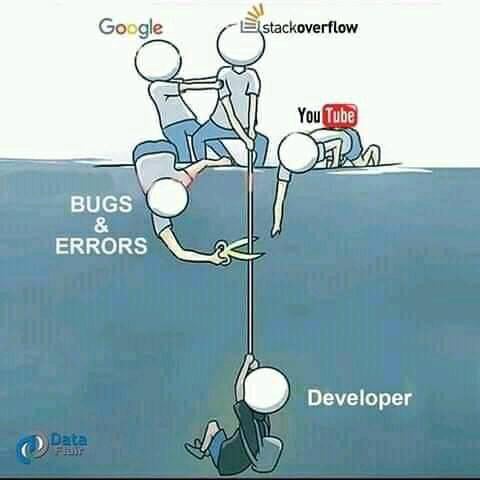 Google
stackoverflow
YouTube
BUGS
&
ERRORS
Developer
Data
Flair